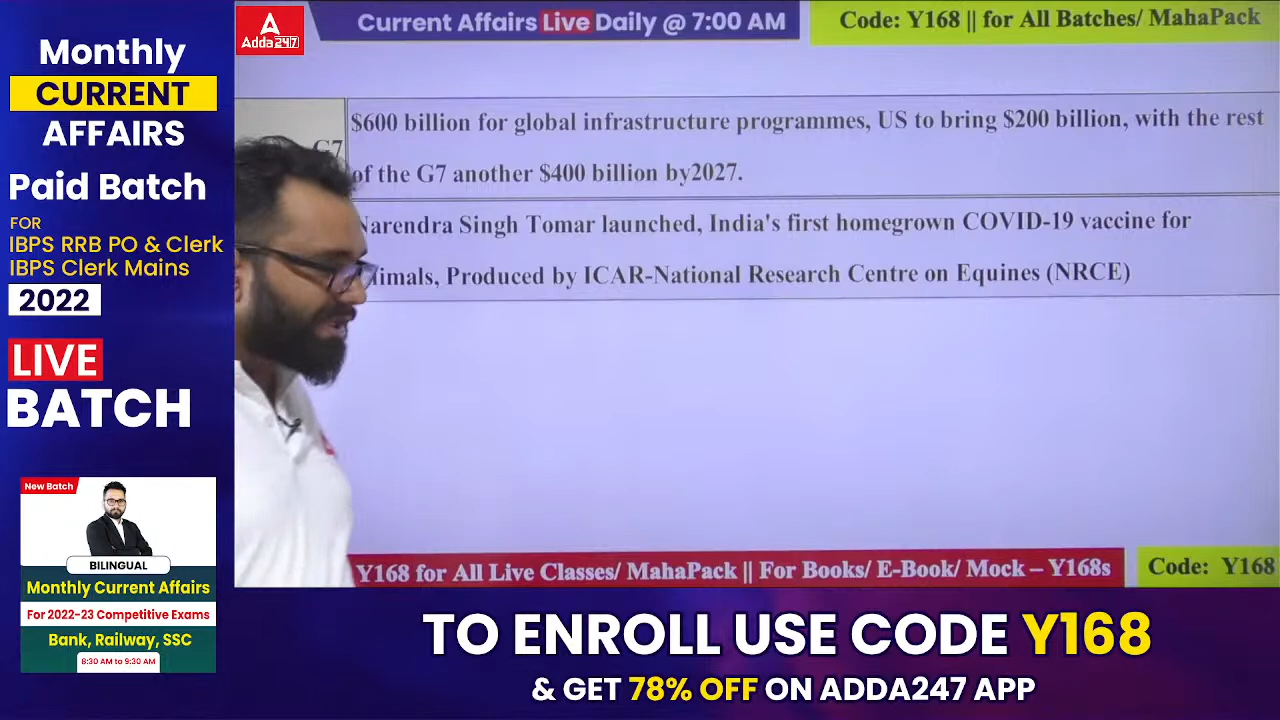 Monthly
CURRENT
AFFAIRS
Paid Batch
FOR
IBPS RRB PO & Clerk
IBPS Clerk Mains
2022
LIVE
BATCH
New Batch
BILINGUAL
Monthly Current Affairs
For 2022-23 Competitive Exams
Bank, Railway, SSC
8:30 AM to 9:30 AM
Adda247
Current Affairs Live Daily @ 7:00 AM
Code: Y168 || for All Batches/ MahaPack
G7
$600 billion for global infrastructure programmes, US to bring $200 billion, with the rest
of the G7 another $400 billion by2027.
Narendra Singh Tomar launched, India's first homegrown COVID-19 vaccine for
nimals, Produced by ICAR-National Research Centre on Equines (NRCE)
Y168 for All Live Classes/ MahaPack || For Books/ E-Book/ Mock – Y168s
Code: Y168
TO ENROLL USE CODE Y168
& GET 78% OFF ON ADDA247 APP